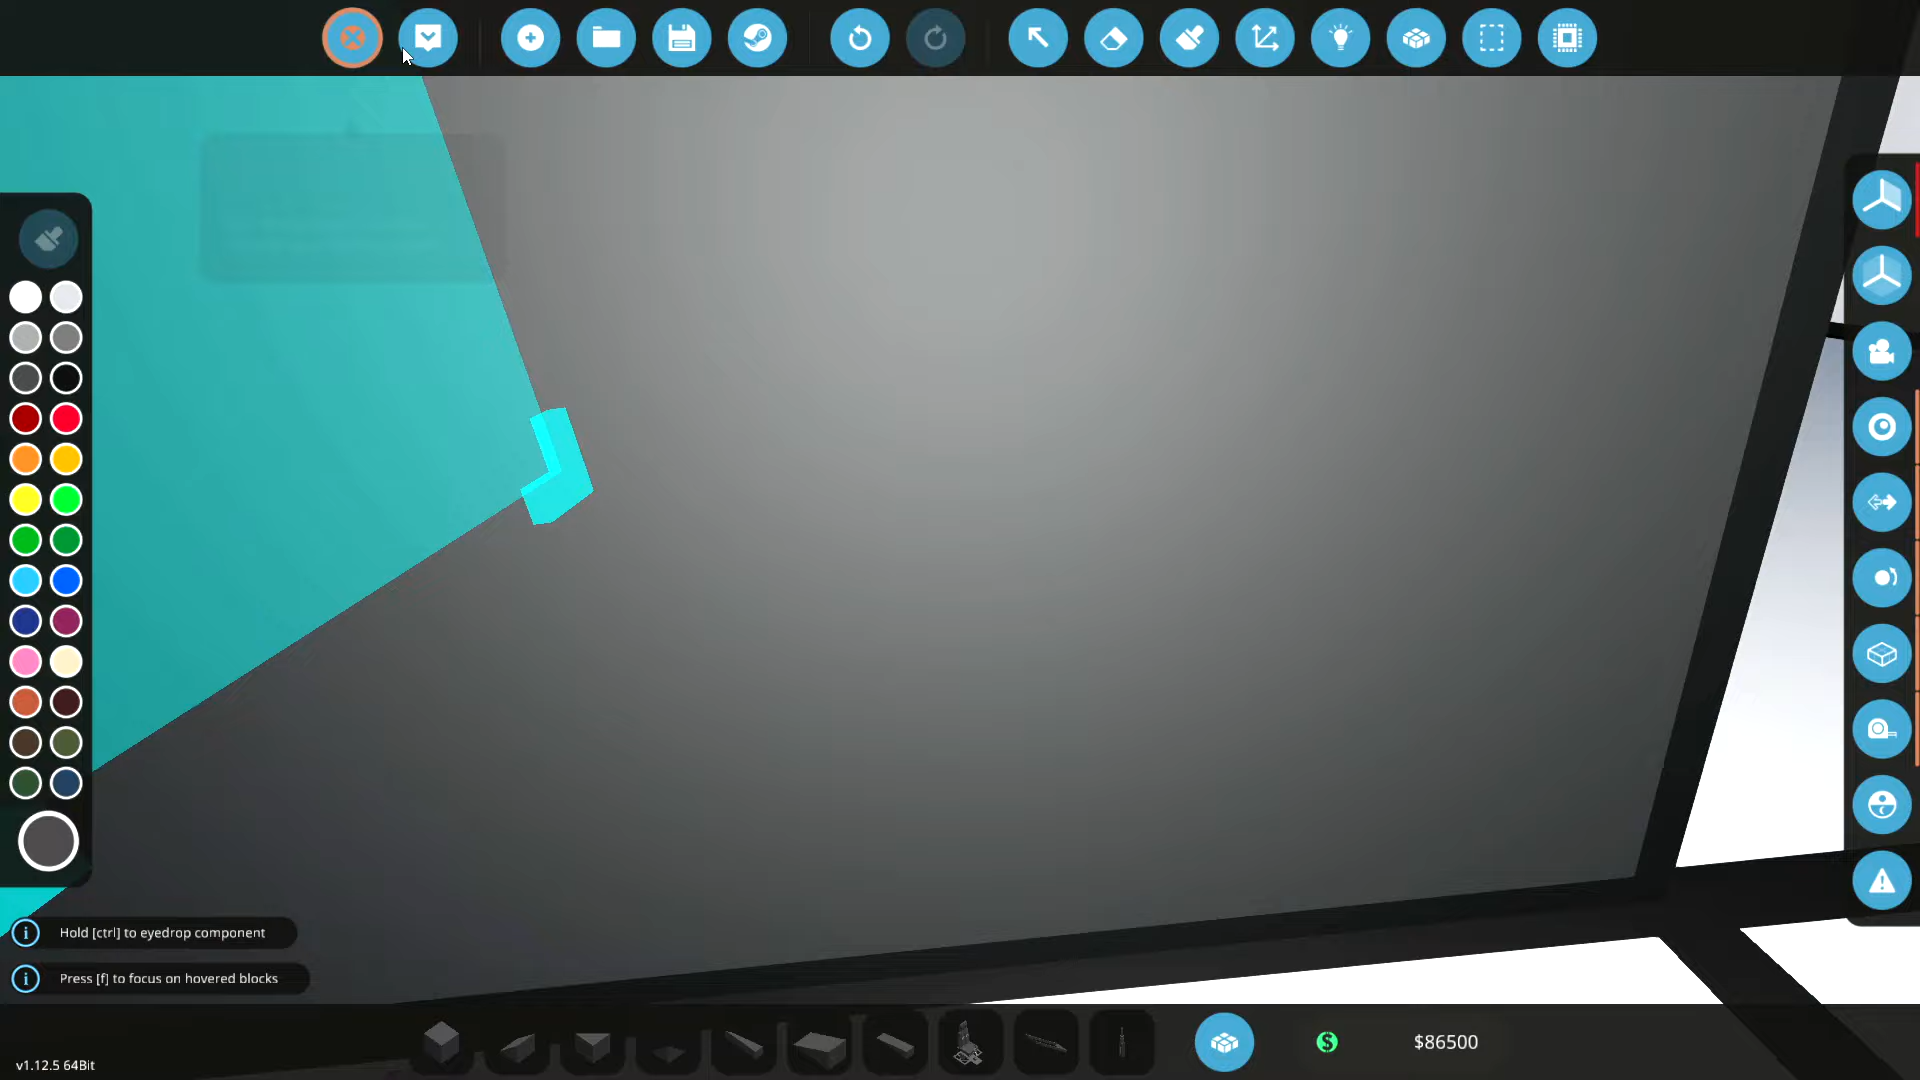 Hold [ctrl] to eyedrop component
Press [f] to focus on hovered blocks
$86500
v1.12.5 64Bit